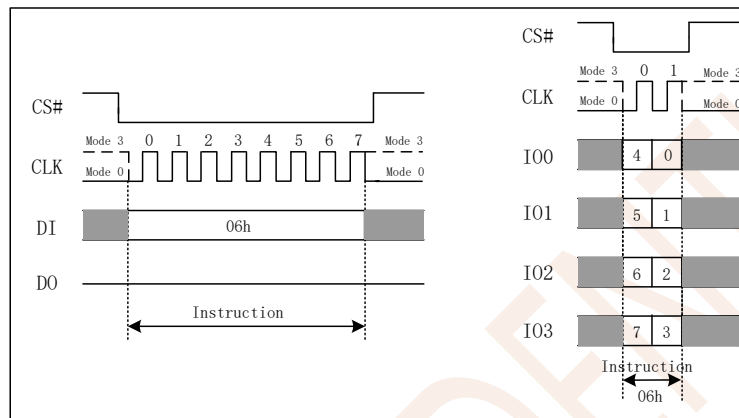 CS#
Mode 3 0 1 2 3 4 5 6 7 Mode 3
CLK
Mode 0 Mode 0
DI
06h
DO
Instruction
CS#
Mode 3 0 1 Mode 3
CLK
Mode 0 Mode 0
IO0 4 0
IO1 5 1
IO2 6 2
IO3 7 3
Instruction
06h